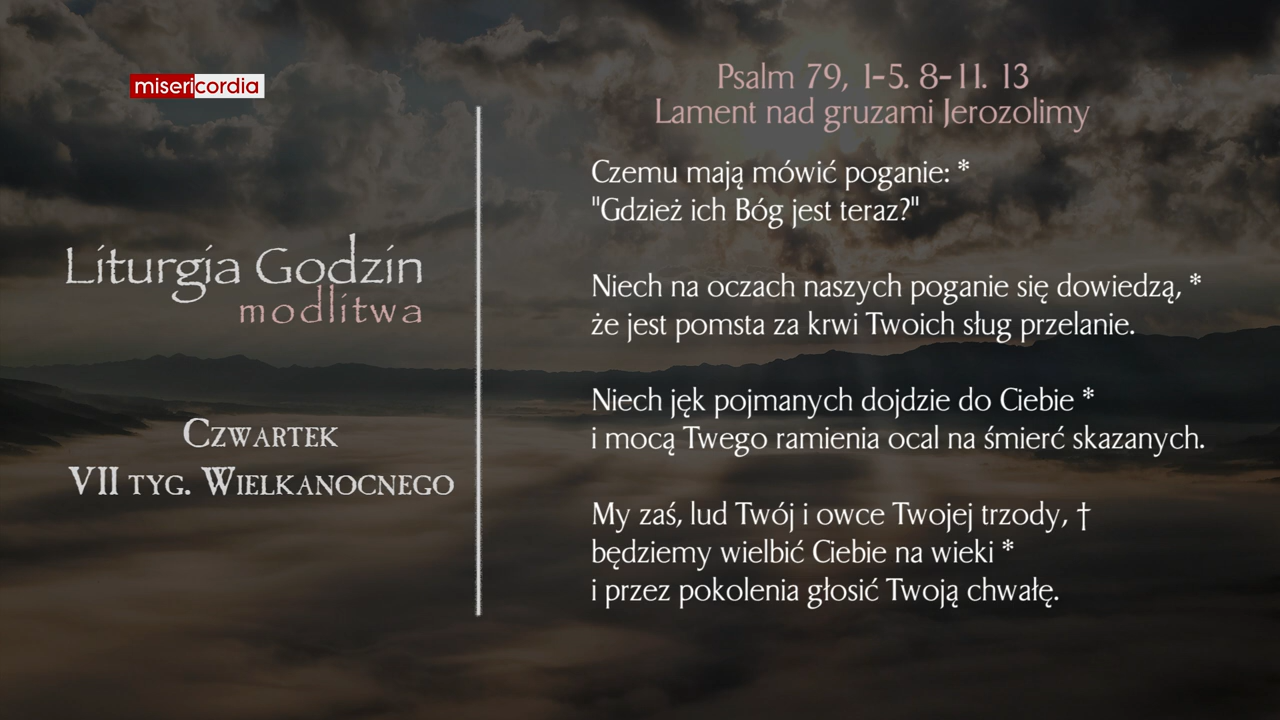 misericordia
Liturgia Godzin
modlitwa
Czwartek
VII tyg. Wielkanocnego
Psalm 79, 1-5. 8-11. 13
Lament nad gruzami Jerozolimy
Czemu mają mówić poganie: *
"Gdzież ich Bóg jest teraz?"
Niech na oczach naszych poganie się dowiedzą, *
że jest pomsta za krwi Twoich sług przelanie.
Niech jęk pojmanych dojdzie do Ciebie *
i mocą Twego ramienia ocal na śmierć skazanych.
My zaś, lud Twój i owce Twojej trzody, †
będziemy wielbić Ciebie na wieki *
i przez pokolenia głosić Twoją chwałę.